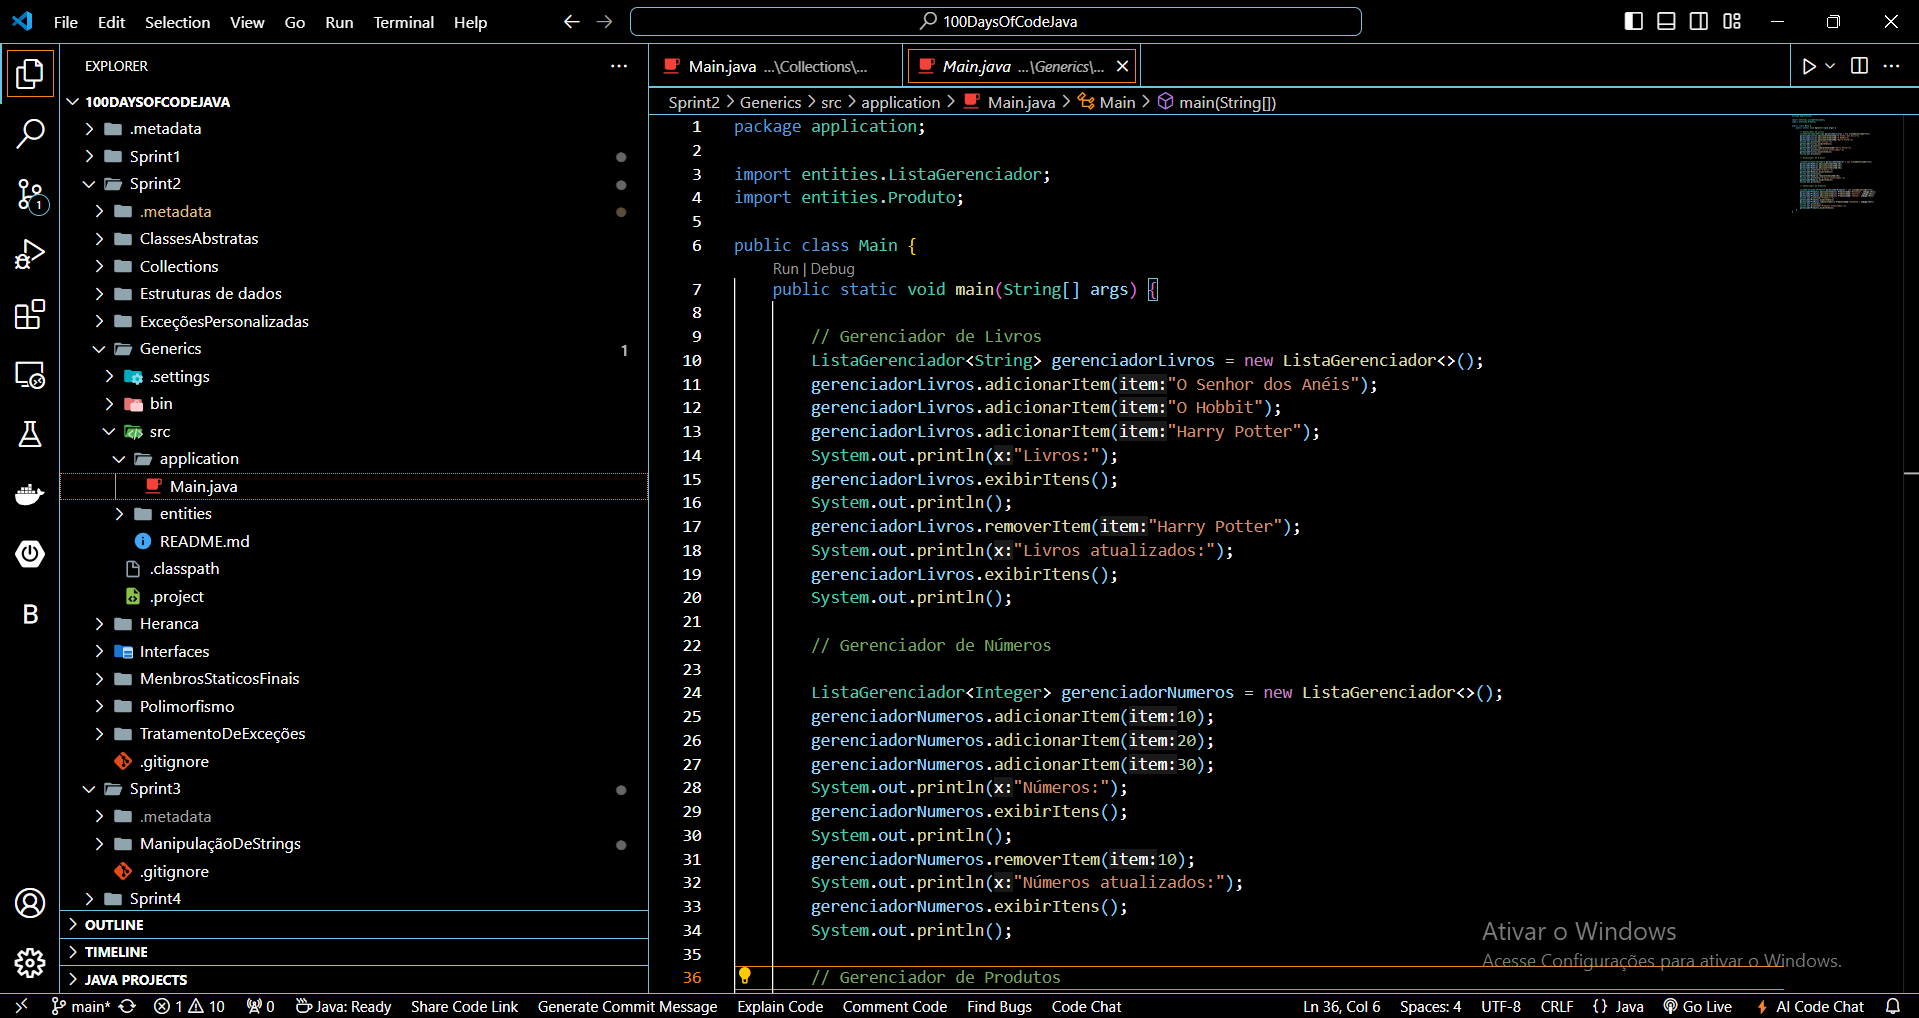 File Edit Selection View Go Run Terminal Help
100DaysOfCodeJava
EXPLORER
100DAYSOFCODEJAVA
.metadata
Sprint1
Sprint2
.metadata
ClassesAbstratas
Collections
Estruturas de dados
ExceçõesPersonalizadas
Generics 1
.settings
bin
src
application
Main.java
entities
README.md
.classpath
.project
Heranca
Interfaces
MenbrosStaticosFinais
Polimorfismo
TratamentoDeExceções
.gitignore
Sprint3
.metadata
ManipulaçãoDeStrings
.gitignore
Sprint4
OUTLINE
TIMELINE
JAVA PROJECTS
1
B
Main.java ...\Collections\...
Main.java ...\Generics\...
Sprint2 > Generics > src > application > Main.java > Main > main(String[])
1 package application;
2
3 import entities.ListaGerenciador;
4 import entities.Produto;
5
6 public class Main {
Run | Debug
7 public static void main(String[] args) {
8
9 // Gerenciador de Livros
10 ListaGerenciador<String> gerenciadorLivros = new ListaGerenciador<>();
11 gerenciadorLivros.adicionarItem(item:"O Senhor dos Anéis");
12 gerenciadorLivros.adicionarItem(item:"O Hobbit");
13 gerenciadorLivros.adicionarItem(item:"Harry Potter");
14 System.out.println(x:"Livros:");
15 gerenciadorLivros.exibirItens();
16 System.out.println();
17 gerenciadorLivros.removerItem(item:"Harry Potter");
18 System.out.println(x:"Livros atualizados:");
19 gerenciadorLivros.exibirItens();
20 System.out.println();
21
22 // Gerenciador de Números
23
24 ListaGerenciador<Integer> gerenciadorNumeros = new ListaGerenciador<>();
25 gerenciadorNumeros.adicionarItem(item:10);
26 gerenciadorNumeros.adicionarItem(item:20);
27 gerenciadorNumeros.adicionarItem(item:30);
28 System.out.println(x:"Números:");
29 gerenciadorNumeros.exibirItens();
30 System.out.println();
31 gerenciadorNumeros.removerItem(item:10);
32 System.out.println(x:"Números atualizados:");
33 gerenciadorNumeros.exibirItens();
34 System.out.println();
35
36 // Gerenciador de Produtos
Ativar o Windows
Acesse Configurações para ativar o Windows.
main* 1 10 0 Java: Ready Share Code Link Generate Commit Message Explain Code Comment Code Find Bugs Code Chat Ln 36, Col 6 Spaces: 4 UTF-8 CRLF {} Java Go Live AI Code Chat